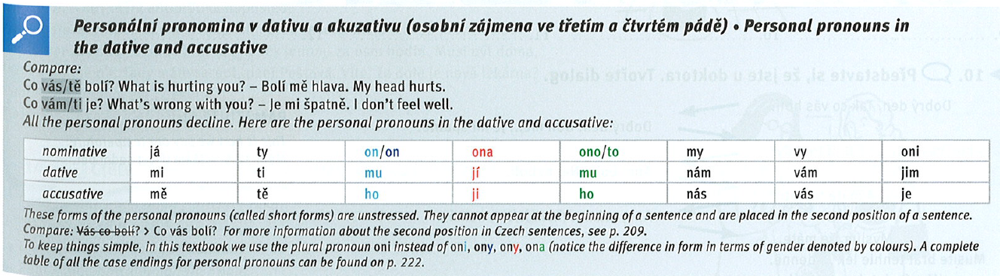 Personální pronomina v dativu a akuzativu (osobní zájmena ve třetím a čtvrtém pádě) • Personal pronouns in
the dative and accusative
Compare:
Co vás/tě bolí? What is hurting you? – Bolí mě hlava. My head hurts.
Co vám/ti je? What's wrong with you? – Je mi špatně. I don't feel well.
All the personal pronouns decline. Here are the personal pronouns in the dative and accusative:
nominative já ty on/on ona ono/to my vy oni
dative mi ti mu jí mu nám vám jim
accusative mě tě ho ji ho nás vás je
These forms of the personal pronouns (called short forms) are unstressed. They cannot appear at the beginning of a sentence and are placed in the second position of a sentence.
Compare: Vás co bolí? > Co vás bolí? For more information about the second position in Czech sentences, see p. 209.
To keep things simple, in this textbook we use the plural pronoun oni instead of oni, ony, ony, ona (notice the difference in form in terms of gender denoted by colours). A complete
table of all the case endings for personal pronouns can be found on p. 222.